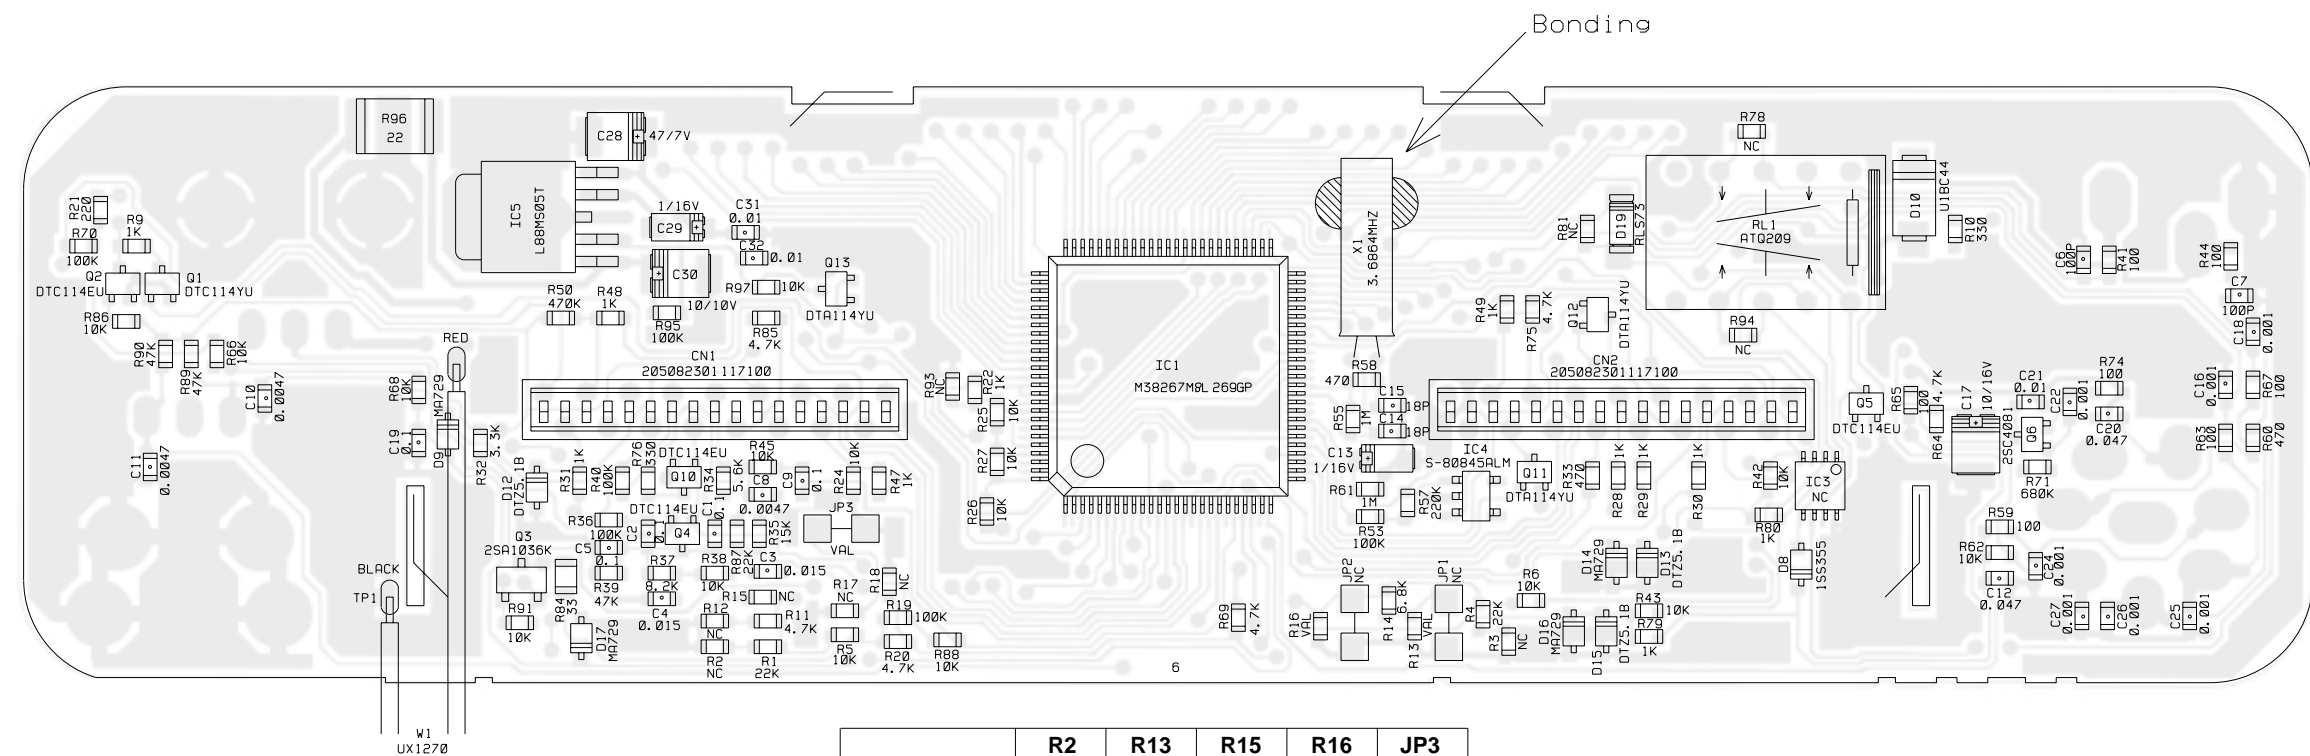 Bonding
R96
22
C28
47/7V
R78
NC
R21
220
R9
1K
R70
100K
Q2
DTC114EU
Q1
DTC114YU
R86
10K
R90
47K
R89
47K
R66
10K
C10
0.0047
C11
0.0047
IC5
L88MS05T
1/16V
C29
C31
0.01
C32
0.01
C30
10/10V
R97
10K
Q13
DTA114YU
R50
470K
R48
1K
R95
100K
R85
4.7K
RED
R68
10K
MA729
D9
C19
0.1
R32
3.3K
CN1
205082301117100
R93
NC
R22
1K
R25
10K
R27
10K
R26
10K
IC1
M38267M8L269GP
X1
3.6864MHZ
R58
470
R55
1M
C15
18P
C14
18P
C13
1/16V
R61
1M
R53
100K
R57
220K
IC4
S-80845ALM
R81
NC
D19
RLS73
RL1
ATQ209
D10
U1BC44
R10
330
R49
1K
R75
4.7K
Q12
DTA114YU
R94
NC
CN2
205082301117100
C6
100P
R41
100
R44
100
C7
100P
C18
0.001
C16
0.001
R67
100
R63
100
R60
470
Q5
DTC114EU
R65
100
R64
4.7K
C17
10/16V
C21
0.01
C22
0.001
R74
100
C20
0.047
2SC4081
Q6
R71
680K
D12
DTZ5.1B
R31
1K
R40
100K
R76
330
DTC114EU
Q10
R34
5.6K
R45
10K
C8
0.0047
C9
0.1
R24
10K
R47
1K
R36
100K
C2
0.1
DTC114EU
Q4
C1
0.1
R87
22K
R35
15K
JP3
VAL
Q3
2SA1036K
C5
0.1
R39
47K
R37
8.2K
R38
10K
C3
0.015
C4
0.015
R15
NC
R12
NC
R11
4.7K
R2
NC
R1
22K
R17
NC
R5
10K
R18
NC
R19
100K
R20
4.7K
R88
10K
R84
33
R91
10K
D17
MA729
BLACK
TP1
W1
UX1270
6
R69
4.7K
R16
VAL
JP2
NC
R14
6.8K
R13
VAL
JP1
NC
R4
22K
R3
NC
R6
10K
Q11
DTA114YU
R33
470
R28
1K
R29
1K
R30
1K
R42
10K
IC3
NC
R80
1K
D8
1SS355
D14
MA729
D13
DTZ5.1B
D16
MA729
D15
DTZ5.1B
R43
10K
R79
1K
R59
100
R62
10K
C24
0.001
C12
0.047
C27
0.001
C26
0.001
C25
0.001
R2 R13 R15 R16 JP3